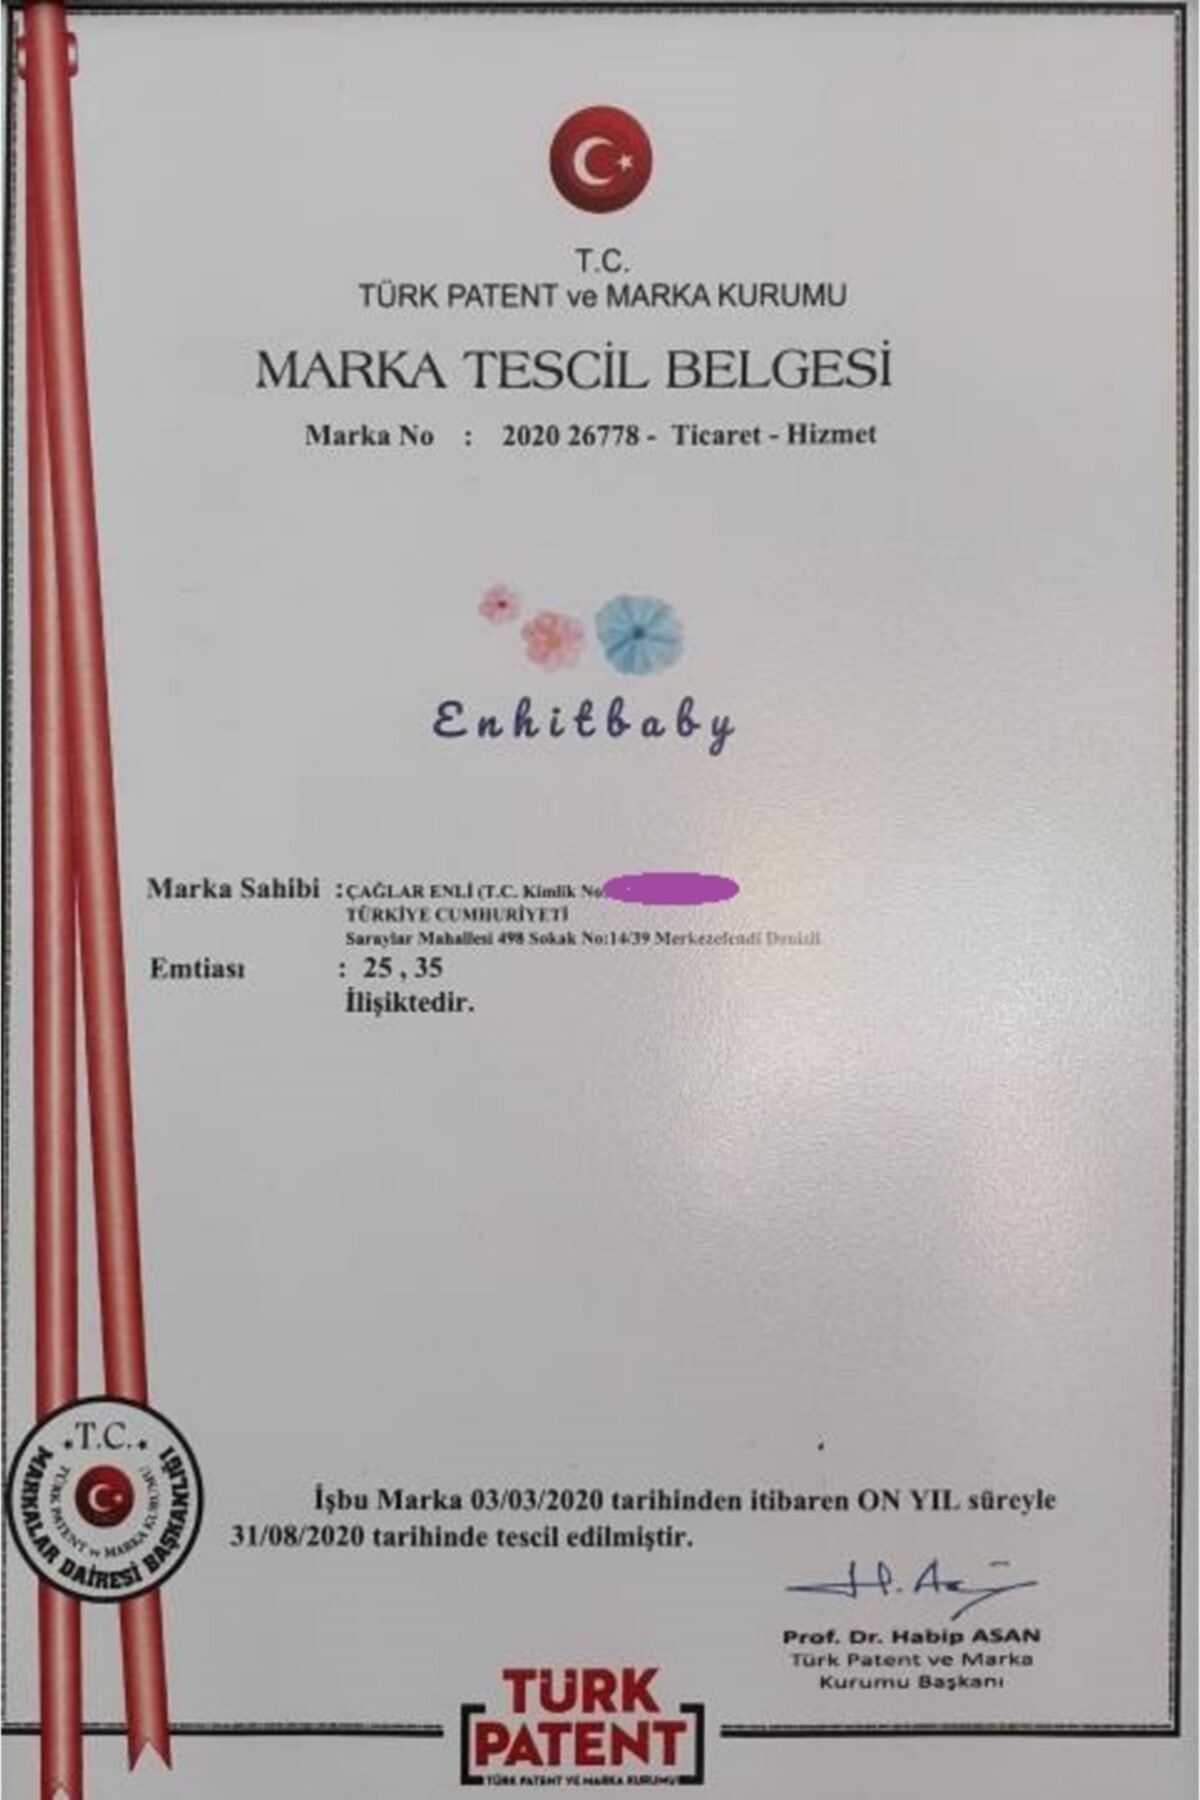 T.C.
TÜRK PATENT ve MARKA KURUMU
MARKA TESCİL BELGESİ
Marka No : 2020 26778 - Ticaret - Hizmet
Enhitbaby
Marka Sahibi : ÇAĞLAR ENLİ (T.C. Kimlik No:
TÜRKİYE CUMHURİYETİ
Saraylar Mahallesi 498 Sokak No:14/39 Merkezefendi Denizli
Emtiası : 25 , 35
İlişiktedir.
İşbu Marka 03/03/2020 tarihinden itibaren ON YIL süreyle
31/08/2020 tarihinde tescil edilmiştir.
T.C.
MARKALAR DAİRESİ BAŞKANLIĞI
TÜRK PATENT ve MARKA KURUMU
H. Asan
Prof. Dr. Habip ASAN
Türk Patent ve Marka
Kurumu Başkanı
TÜRK
PATENT
TÜRK PATENT VE MARKA KURUMU